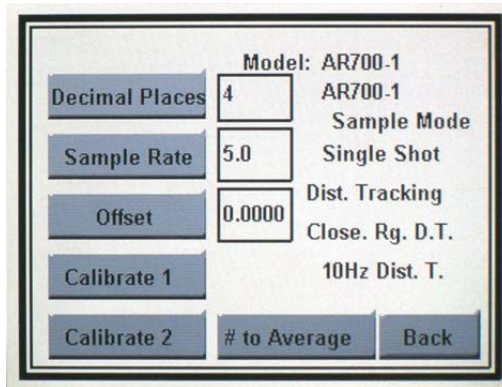 Model: AR700-1
Decimal Places 4 AR700-1
Sample Mode
Sample Rate 5.0 Single Shot
Offset 0.0000 Dist. Tracking
Close. Rg. D.T.
Calibrate 1 10Hz Dist. T.
Calibrate 2 # to Average Back